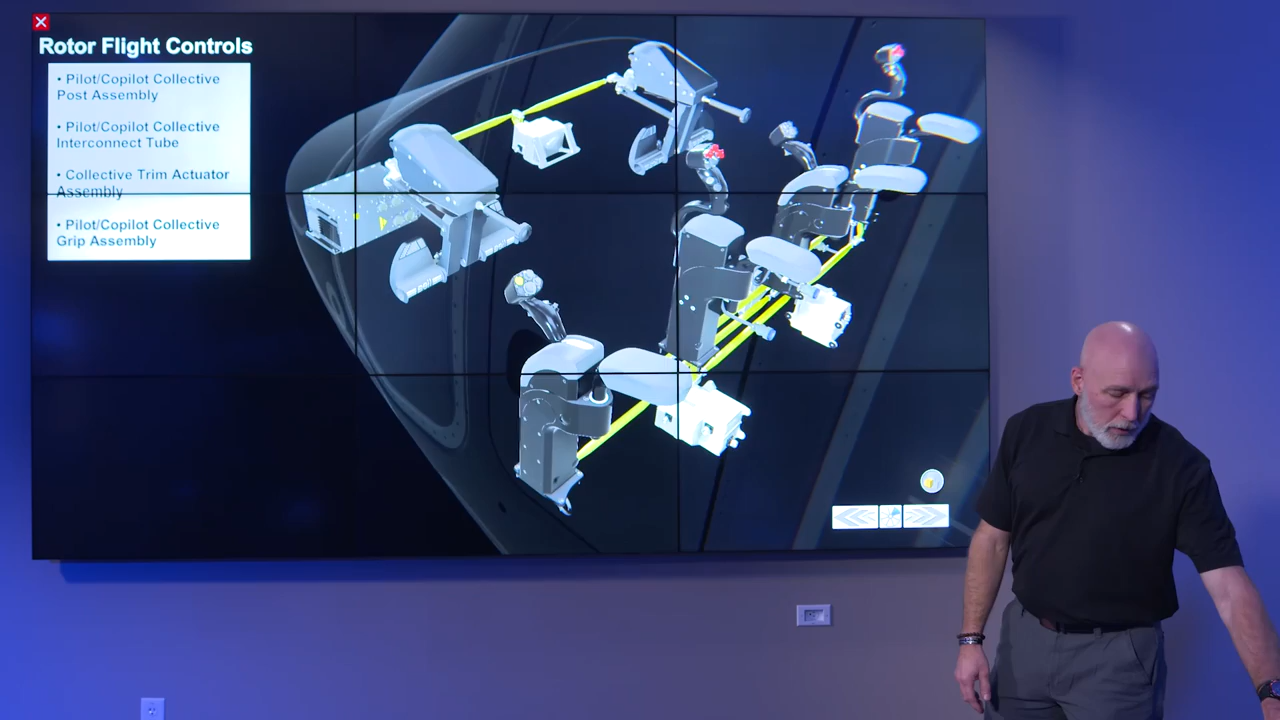 Rotor Flight Controls
• Pilot/Copilot Collective
Post Assembly
• Pilot/Copilot Collective
Interconnect Tube
• Collective Trim Actuator
Assembly
• Pilot/Copilot Collective
Grip Assembly